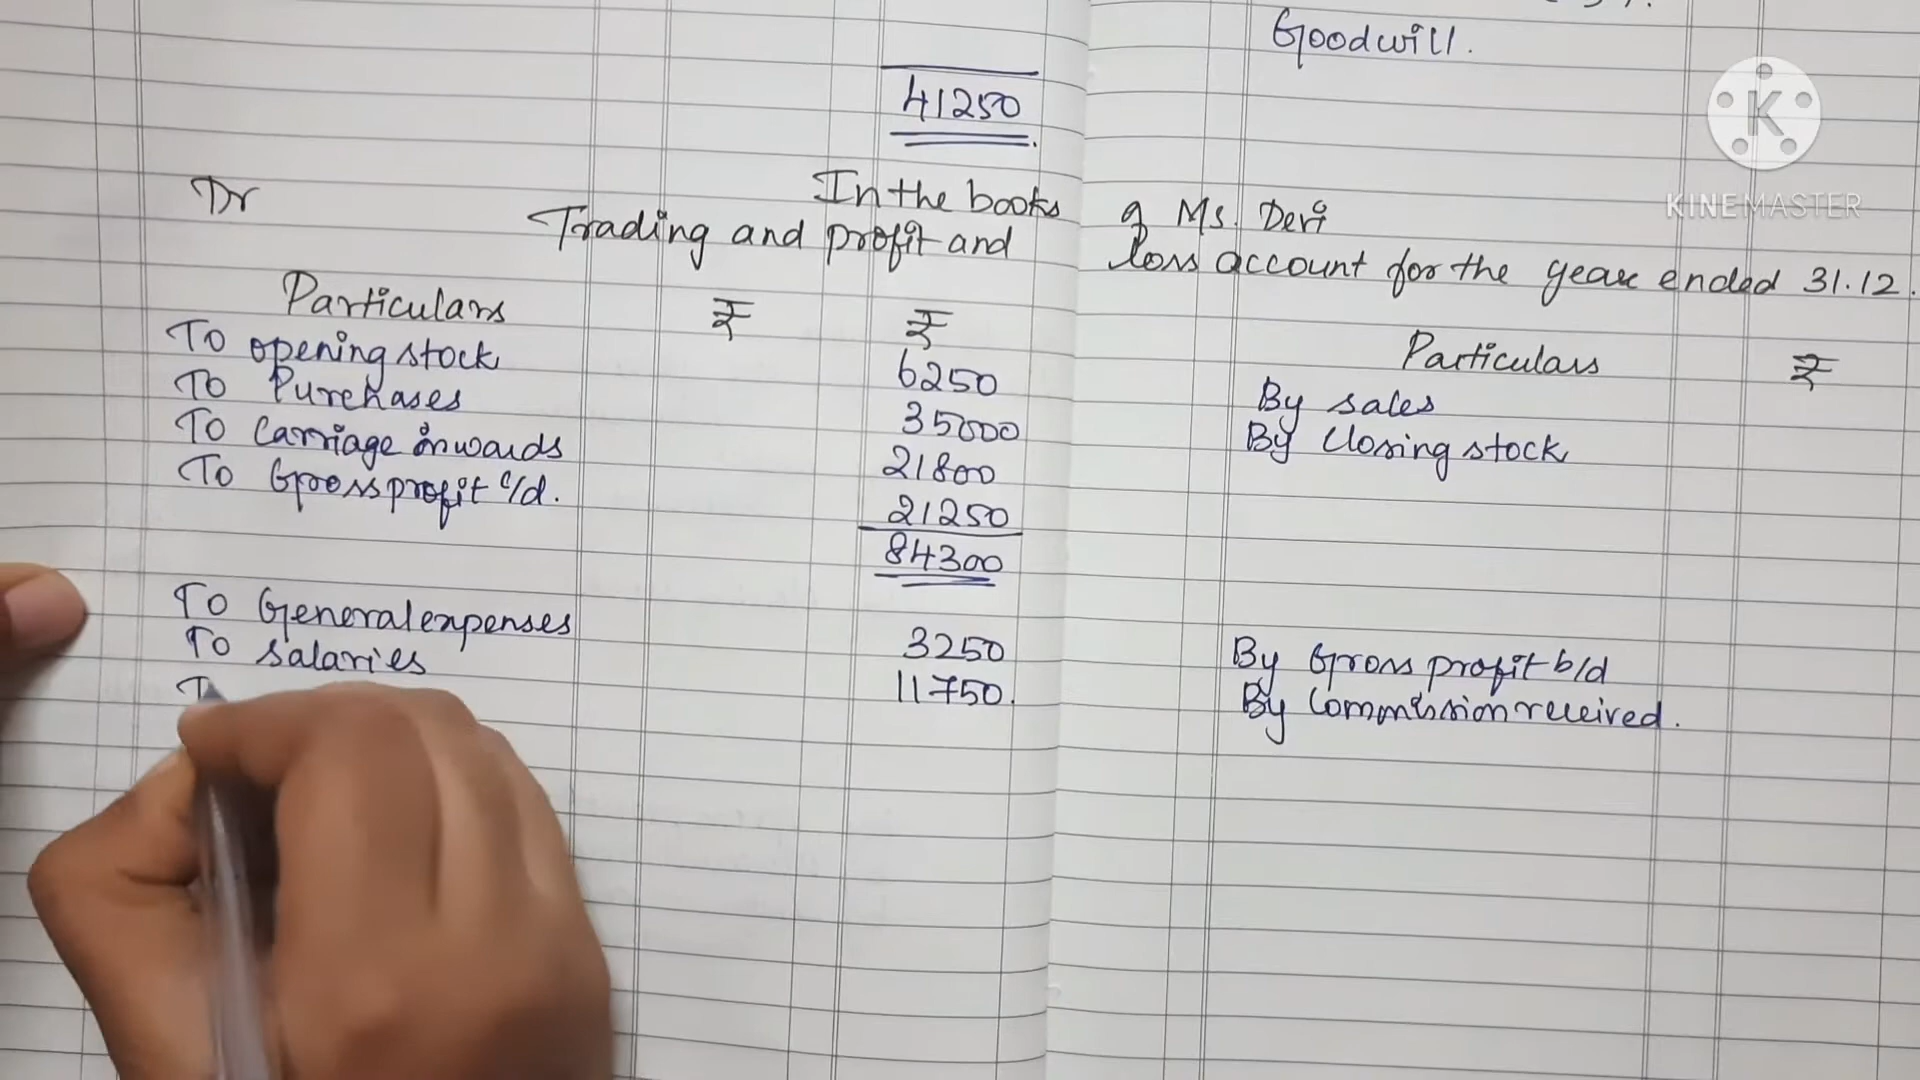 Goodwill.
41250
K
KINEMASTER
Dr
In the books of Ms. Devi
Trading and profit and loss account for the year ended 31.12.
Particulars ₹ ₹
To opening stock 6250
To Purchases 35000
To Carriage inwards 21800
To Gross profit c/d. 21250
84300
To General expenses 3250
To salaries 11750.
Particulars ₹
By sales
By Closing stock
By Gross profit b/d
By Commission received.